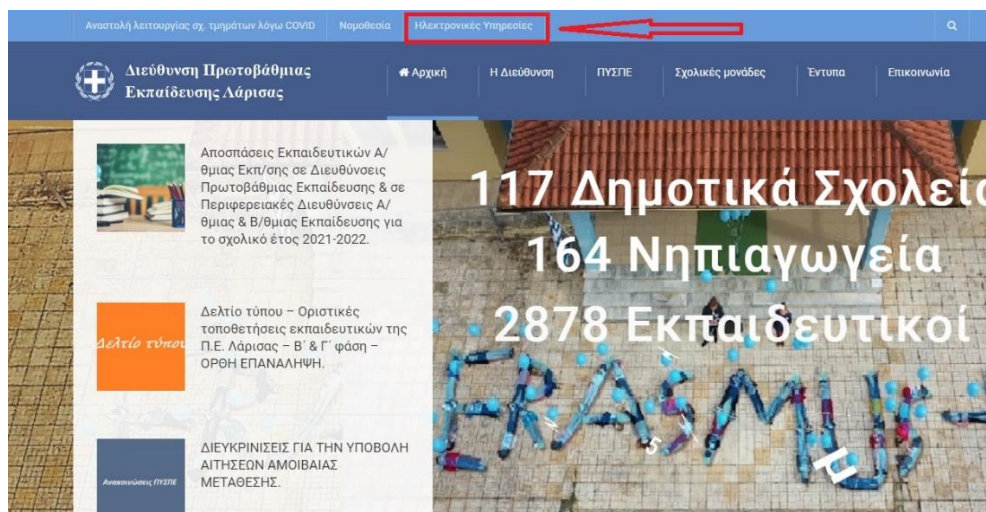 Αναστολή λειτουργίας σχ. τμημάτων λόγω COVID Νομοθεσία Ηλεκτρονικές Υπηρεσίες
Διεύθυνση Πρωτοβάθμιας
Εκπαίδευσης Λάρισας
Αρχική Η Διεύθυνση ΠΥΣΠΕ Σχολικές μονάδες Έντυπα Επικοινωνία
Αποσπάσεις Εκπαιδευτικών Α/
θμιας Εκπ/σης σε Διευθύνσεις
Πρωτοβάθμιας Εκπαίδευσης & σε
Περιφερειακές Διευθύνσεις Α/
θμιας & Β/θμιας Εκπαίδευσης για
το σχολικό έτος 2021-2022.
Δελτίο τύπου
Δελτίο τύπου – Οριστικές
τοποθετήσεις εκπαιδευτικών της
Π.Ε. Λάρισας – Β΄ & Γ΄ φάση –
ΟΡΘΗ ΕΠΑΝΑΛΗΨΗ.
Ανακοινώσεις ΠΥΣΠΕ
ΔΙΕΥΚΡΙΝΙΣΕΙΣ ΓΙΑ ΤΗΝ ΥΠΟΒΟΛΗ
ΑΙΤΗΣΕΩΝ ΑΜΟΙΒΑΙΑΣ
ΜΕΤΑΘΕΣΗΣ.
117 Δημοτικά Σχολεία
164 Νηπιαγωγεία
2878 Εκπαιδευτικοί
ERASMUS+